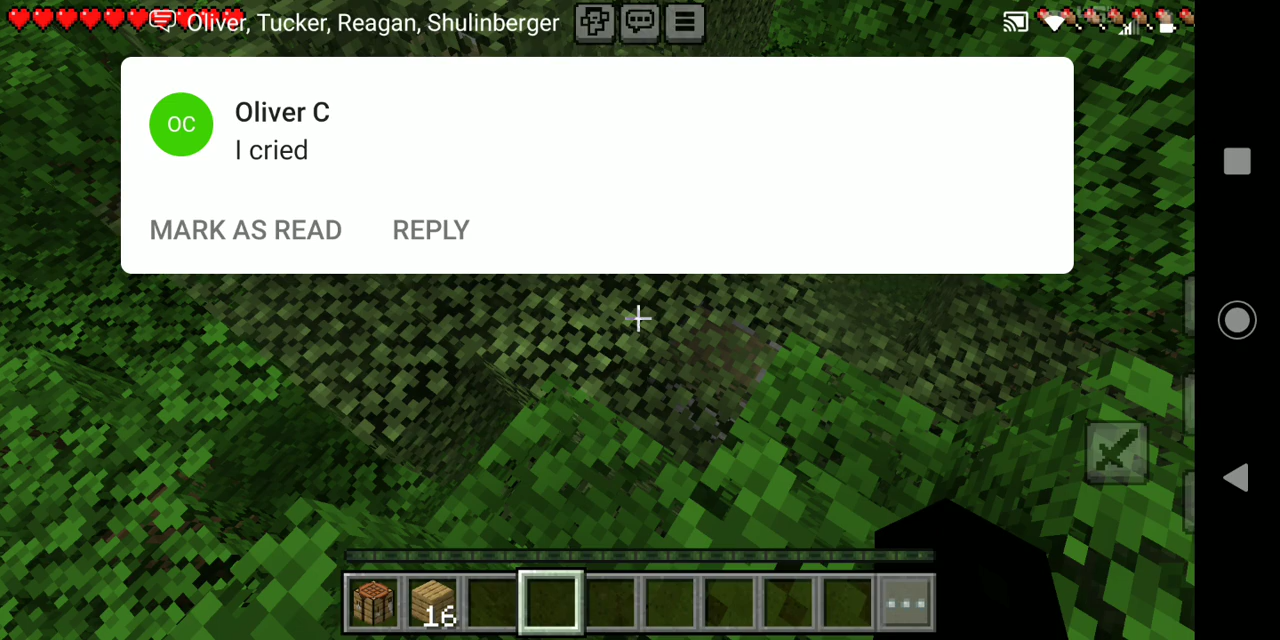 Oliver, Tucker, Reagan, Shulinberger
OC
Oliver C
I cried
MARK AS READ
REPLY
16